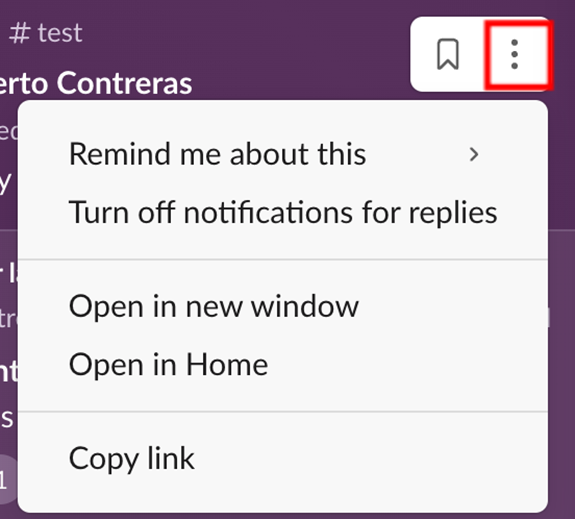 # test
erto Contreras
Remind me about this
y
Turn off notifications for replies
Open in new window
Open in Home
s
Copy link
1